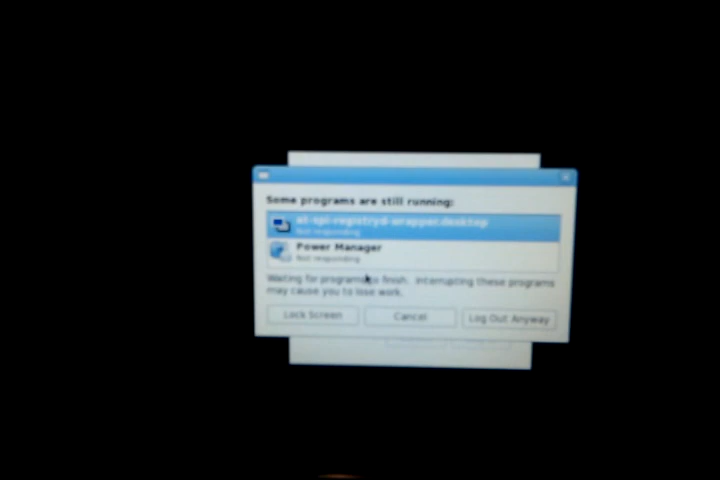 Some programs are still running:
at-spi-registryd-wrapper.desktop
Not responding
Power Manager
Not responding
Waiting for programs to finish. Interrupting these programs
may cause you to lose work.
Lock Screen
Cancel
Log Out Anyway